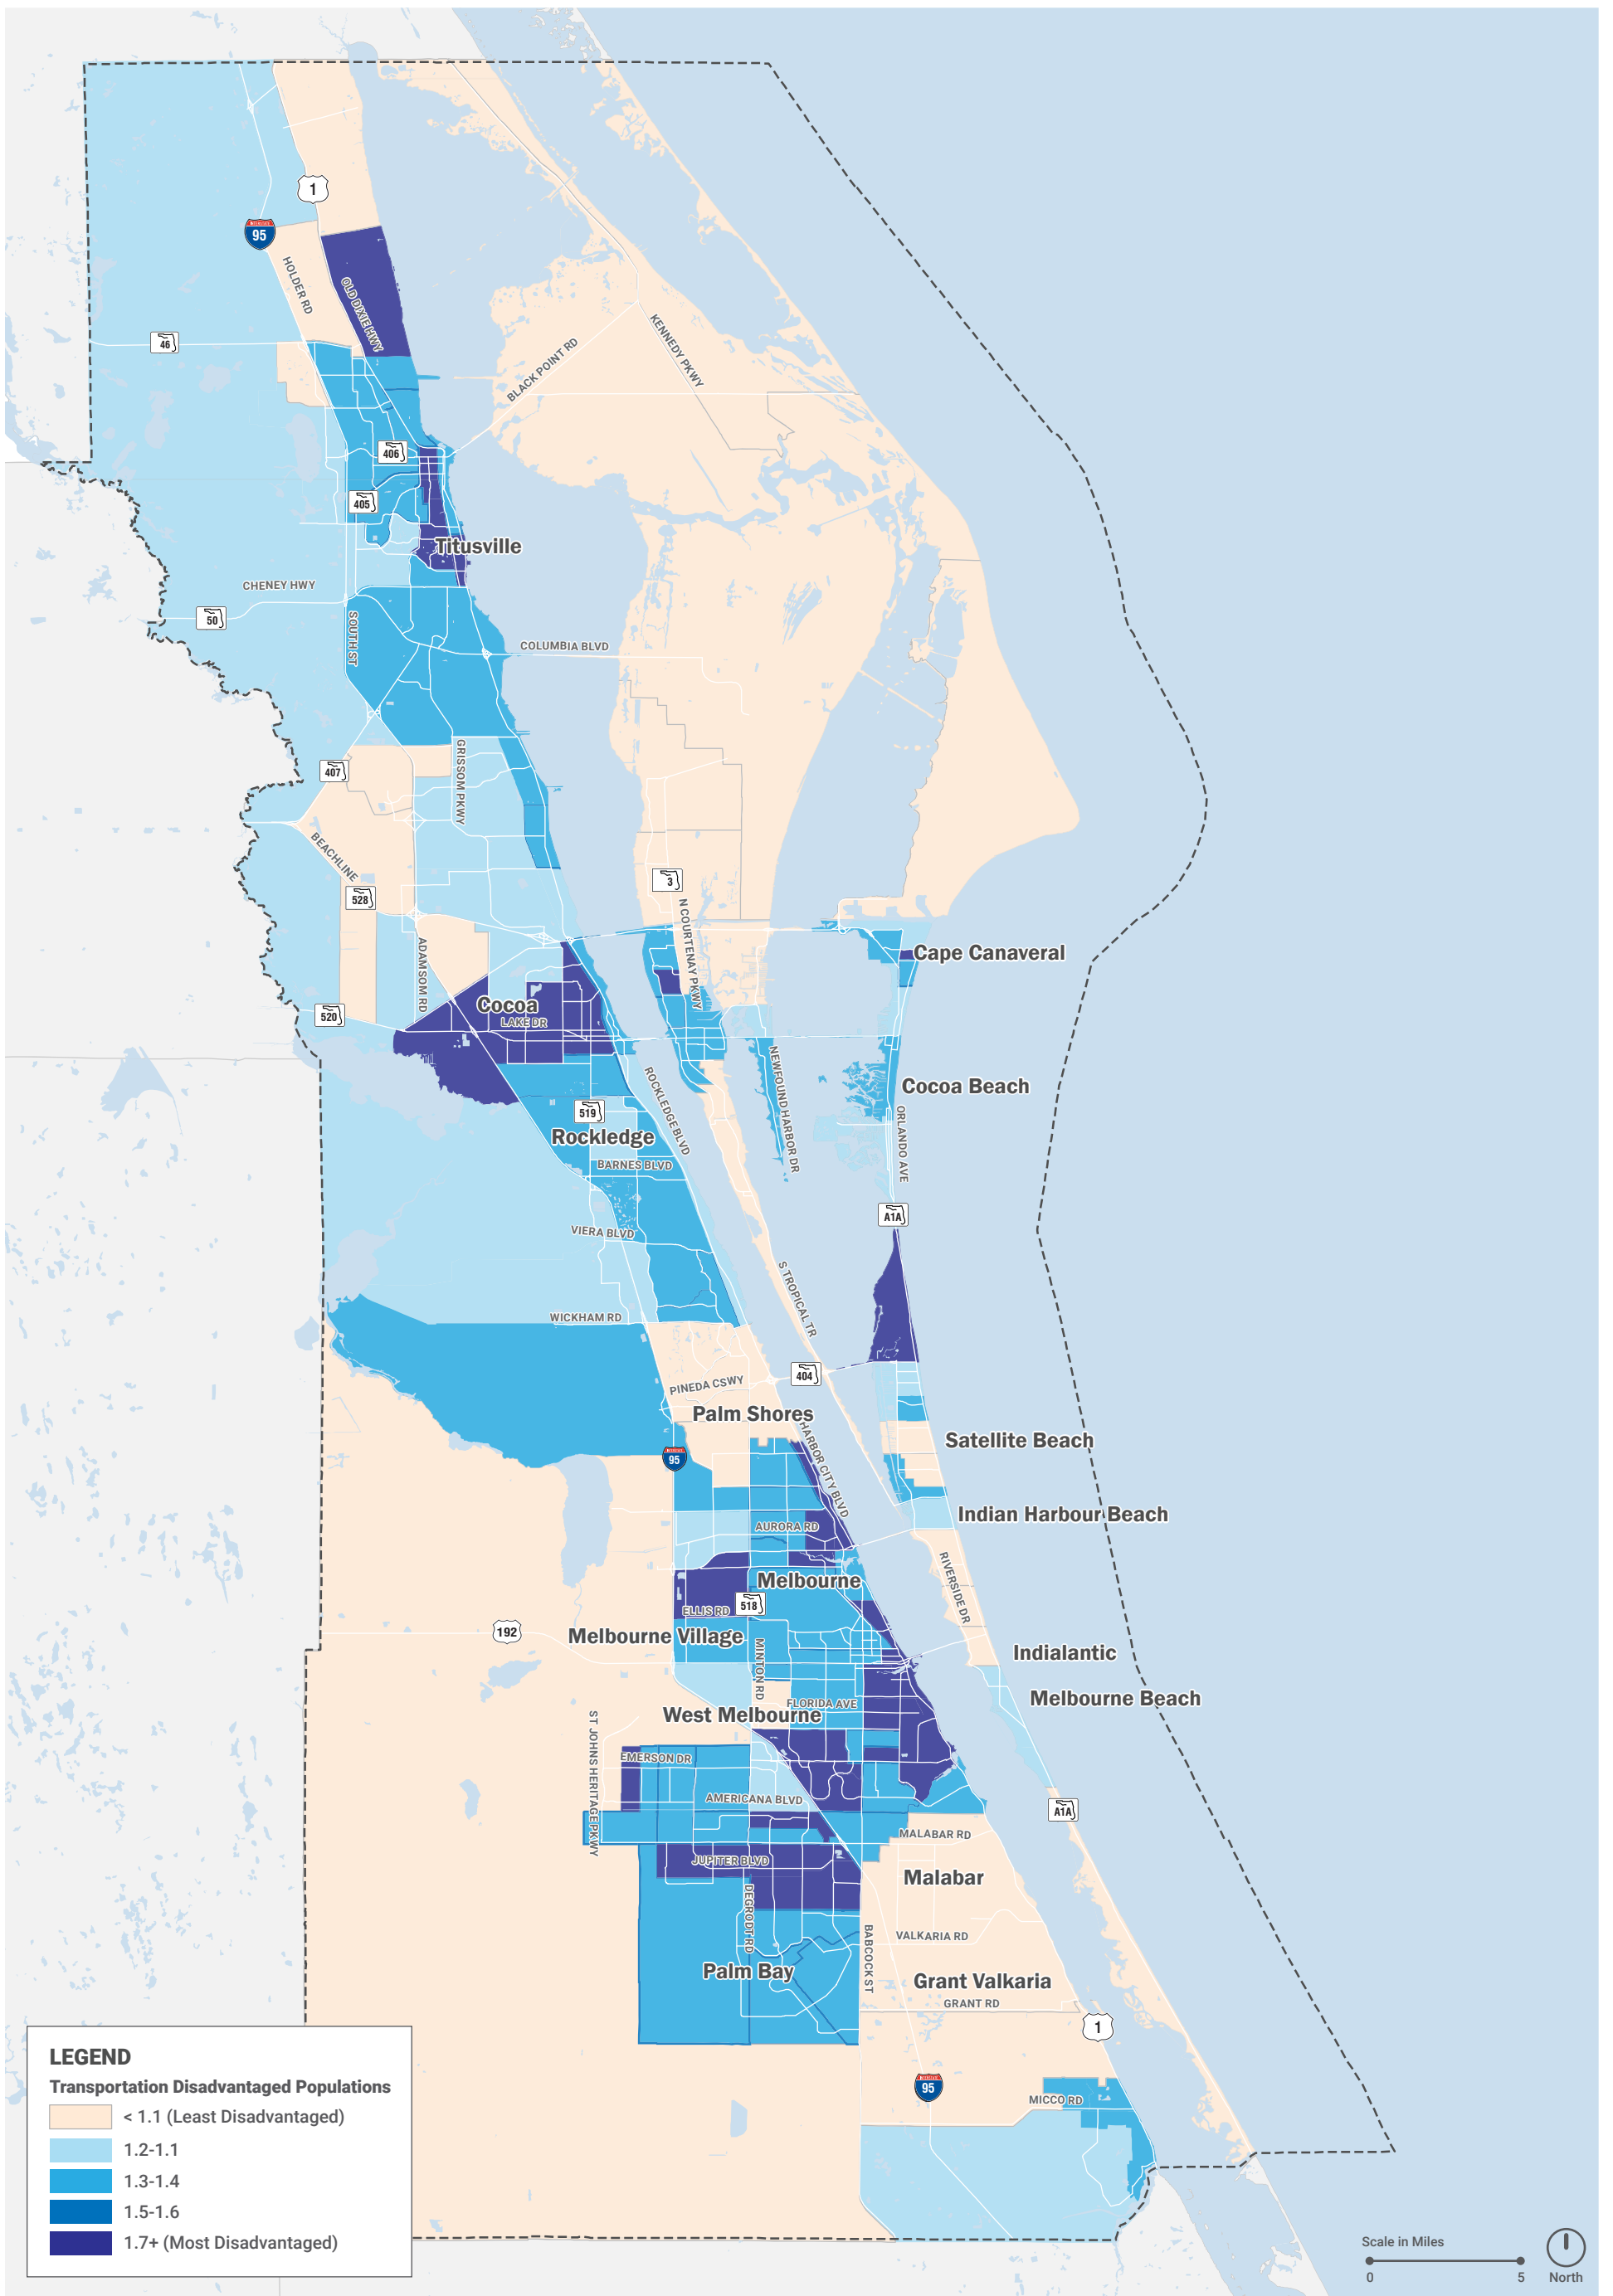 1
95
HOLDER RD
OLD DIXIE HWY
46
KENNEDY PKWY
BLACK POINT RD
406
405
Titusville
CHENEY HWY
50
SOUTH ST
COLUMBIA BLVD
GRISSOM PKWY
407
BEACHLINE
528
3
N COURTENAY PKWY
ADAMSOM RD
Cape Canaveral
Cocoa
LAKE DR
520
NEWFOUND HARBOR DR
Cocoa Beach
ROCKLEDGE BLVD
519
ORLANDO AVE
Rockledge
BARNES BLVD
A1A
VIERA BLVD
S TROPICAL TR
WICKHAM RD
404
PINEDA CSWY
Palm Shores
HARBOR CITY BLVD
Satellite Beach
95
Indian Harbour Beach
AURORA RD
RIVERSIDE DR
Melbourne
518
ELLIS RD
192
Melbourne Village
Indialantic
MINTON RD
Melbourne Beach
FLORIDA AVE
West Melbourne
ST JOHNS HERITAGE PKWY
EMERSON DR
AMERICANA BLVD
A1A
MALABAR RD
JUPITER BLVD
Malabar
DEGRODT RD
BABCOCK ST
VALKARIA RD
Palm Bay
Grant Valkaria
GRANT RD
1
95
MICCO RD
LEGEND
Transportation Disadvantaged Populations
< 1.1 (Least Disadvantaged)
1.2-1.1
1.3-1.4
1.5-1.6
1.7+ (Most Disadvantaged)
Scale in Miles
0 5 North